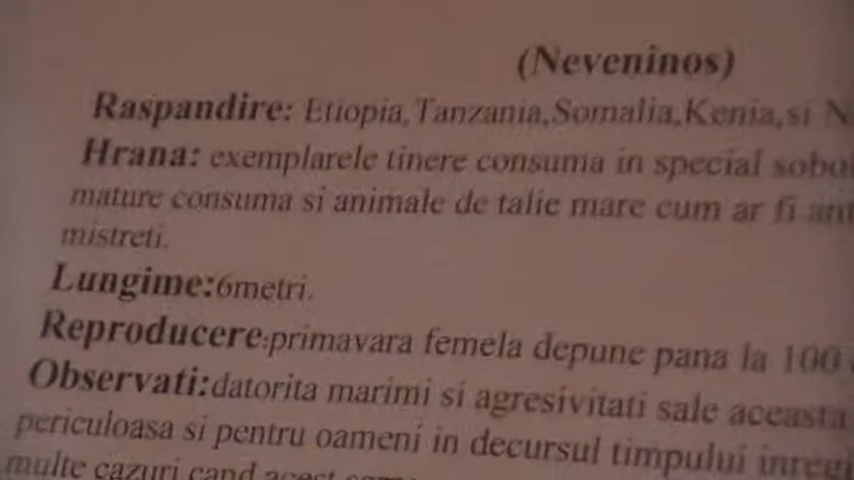 (Neveninos)
Raspandire: Etiopia,Tanzania,Somalia,Kenia,si
Hrana: exemplarele tinere consuma in special
mature consuma si animale de talie mare cum ar fi
mistreti.
Lungime:6metri.
Reproducere:primavara femela depune pana la 100
Observati:datorita marimi si agresivitati sale aceasta
periculoasa si pentru oameni in decursul timpului
multe cazuri cand acest